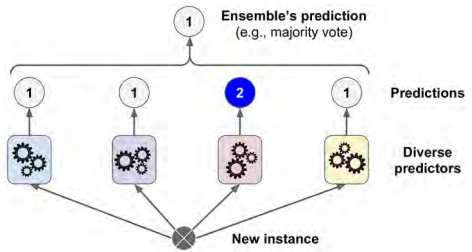 Ensemble's prediction
1
(e.g., majority vote)
1 1 2 1 Predictions
Diverse
predictors
New instance